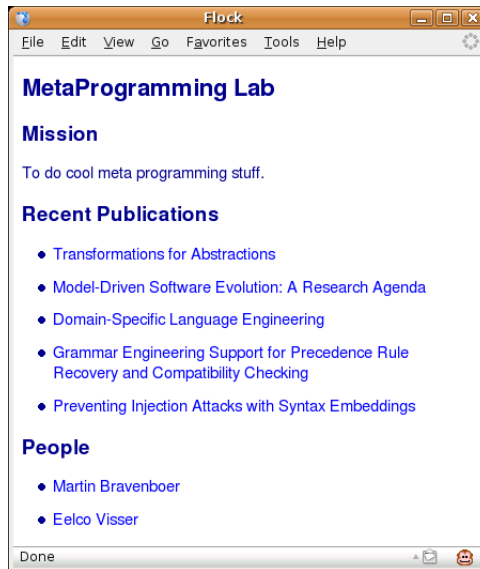 Flock
File Edit View Go Favorites Tools Help
MetaProgramming Lab
Mission
To do cool meta programming stuff.
Recent Publications
Transformations for Abstractions
Model-Driven Software Evolution: A Research Agenda
Domain-Specific Language Engineering
Grammar Engineering Support for Precedence Rule
Recovery and Compatibility Checking
Preventing Injection Attacks with Syntax Embeddings
People
Martin Bravenboer
Eelco Visser
Done